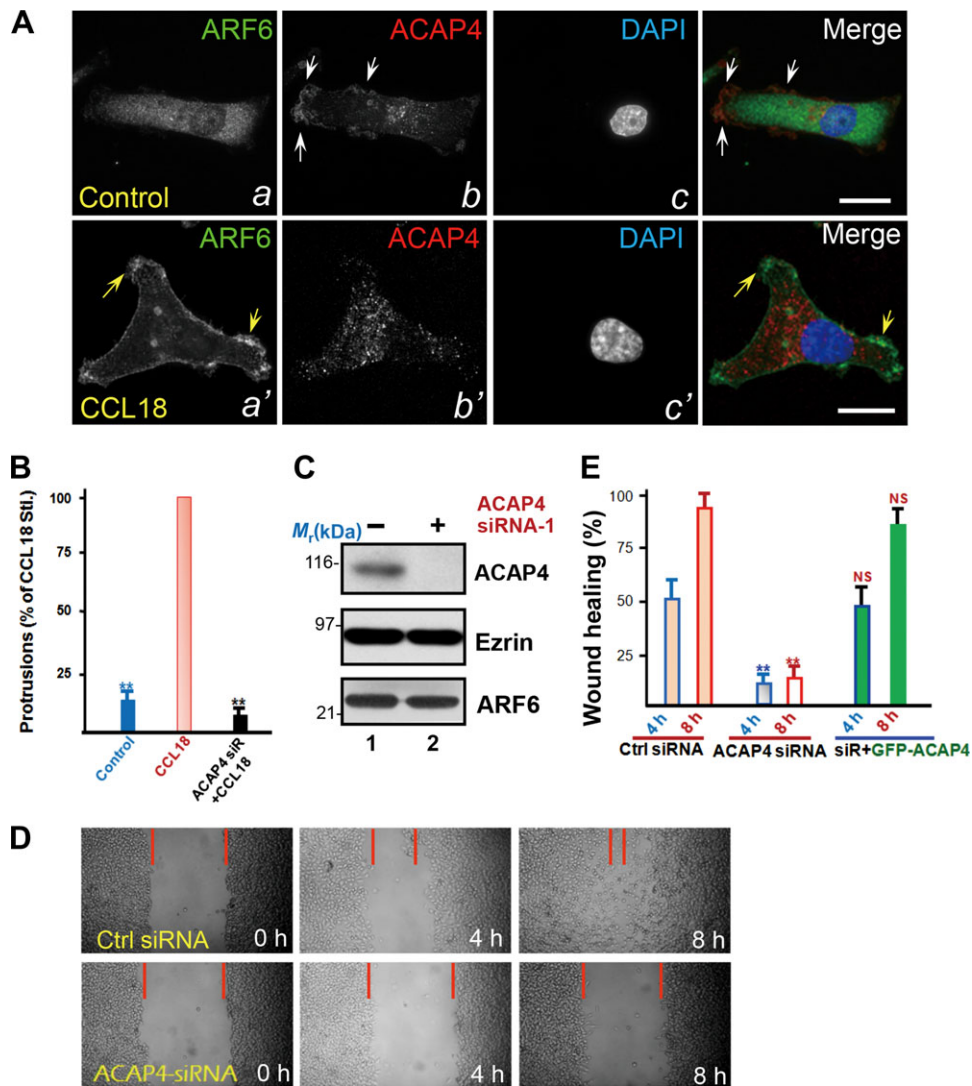 A
ARF6
ACAP4
DAPI
Merge
Control
a
b
c
ARF6
ACAP4
DAPI
Merge
CCL18
a'
b'
c'
B
Protrusions (% of CCL18 Stl.)
100
75
50
25
**
**
Control
CCL18
ACAP4 siR
+CCL18
C
ACAP4
siRNA-1
Mr(kDa)
− +
116-
ACAP4
97-
Ezrin
21-
ARF6
1 2
E
Wound healing (%)
100
75
50
25
**
**
NS
NS
4 h 8 h 4 h 8 h 4 h 8 h
Ctrl siRNA ACAP4 siRNA siR+GFP-ACAP4
D
Ctrl siRNA 0 h
4 h
8 h
ACAP4-siRNA 0 h
4 h
8 h